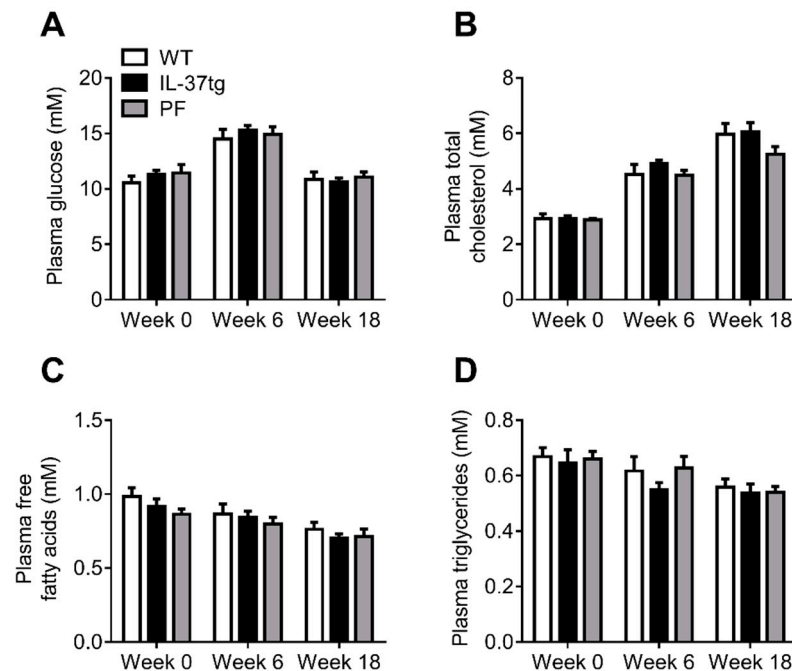 A
WT
IL-37tg
PF
Plasma glucose (mM)
20
15
10
5
0
Week 0 Week 6 Week 18
B
Plasma total
cholesterol (mM)
8
6
4
2
0
Week 0 Week 6 Week 18
C
Plasma free
fatty acids (mM)
1.5
1.0
0.5
0.0
Week 0 Week 6 Week 18
D
Plasma triglycerides (mM)
0.8
0.6
0.4
0.2
0.0
Week 0 Week 6 Week 18